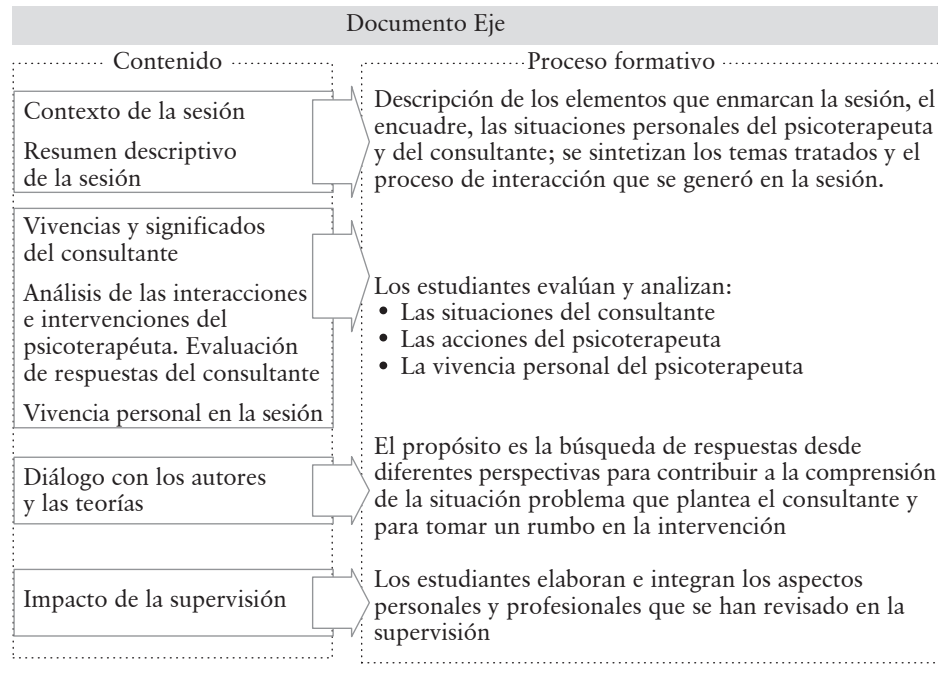 Documento Eje
Contenido
Proceso formativo
Contexto de la sesión
Resumen descriptivo
de la sesión
Descripción de los elementos que enmarcan la sesión, el
encuadre, las situaciones personales del psicoterapeuta
y del consultante; se sintetizan los temas tratados y el
proceso de interacción que se generó en la sesión.
Vivencias y significados
del consultante
Análisis de las interacciones
e intervenciones del
psicoterapéuta. Evaluación
de respuestas del consultante
Vivencia personal en la sesión
Los estudiantes evalúan y analizan:
• Las situaciones del consultante
• Las acciones del psicoterapeuta
• La vivencia personal del psicoterapeuta
Diálogo con los autores
y las teorías
El propósito es la búsqueda de respuestas desde
diferentes perspectivas para contribuir a la comprensión
de la situación problema que plantea el consultante y
para tomar un rumbo en la intervención
Impacto de la supervisión
Los estudiantes elaboran e integran los aspectos
personales y profesionales que se han revisado en la
supervisión